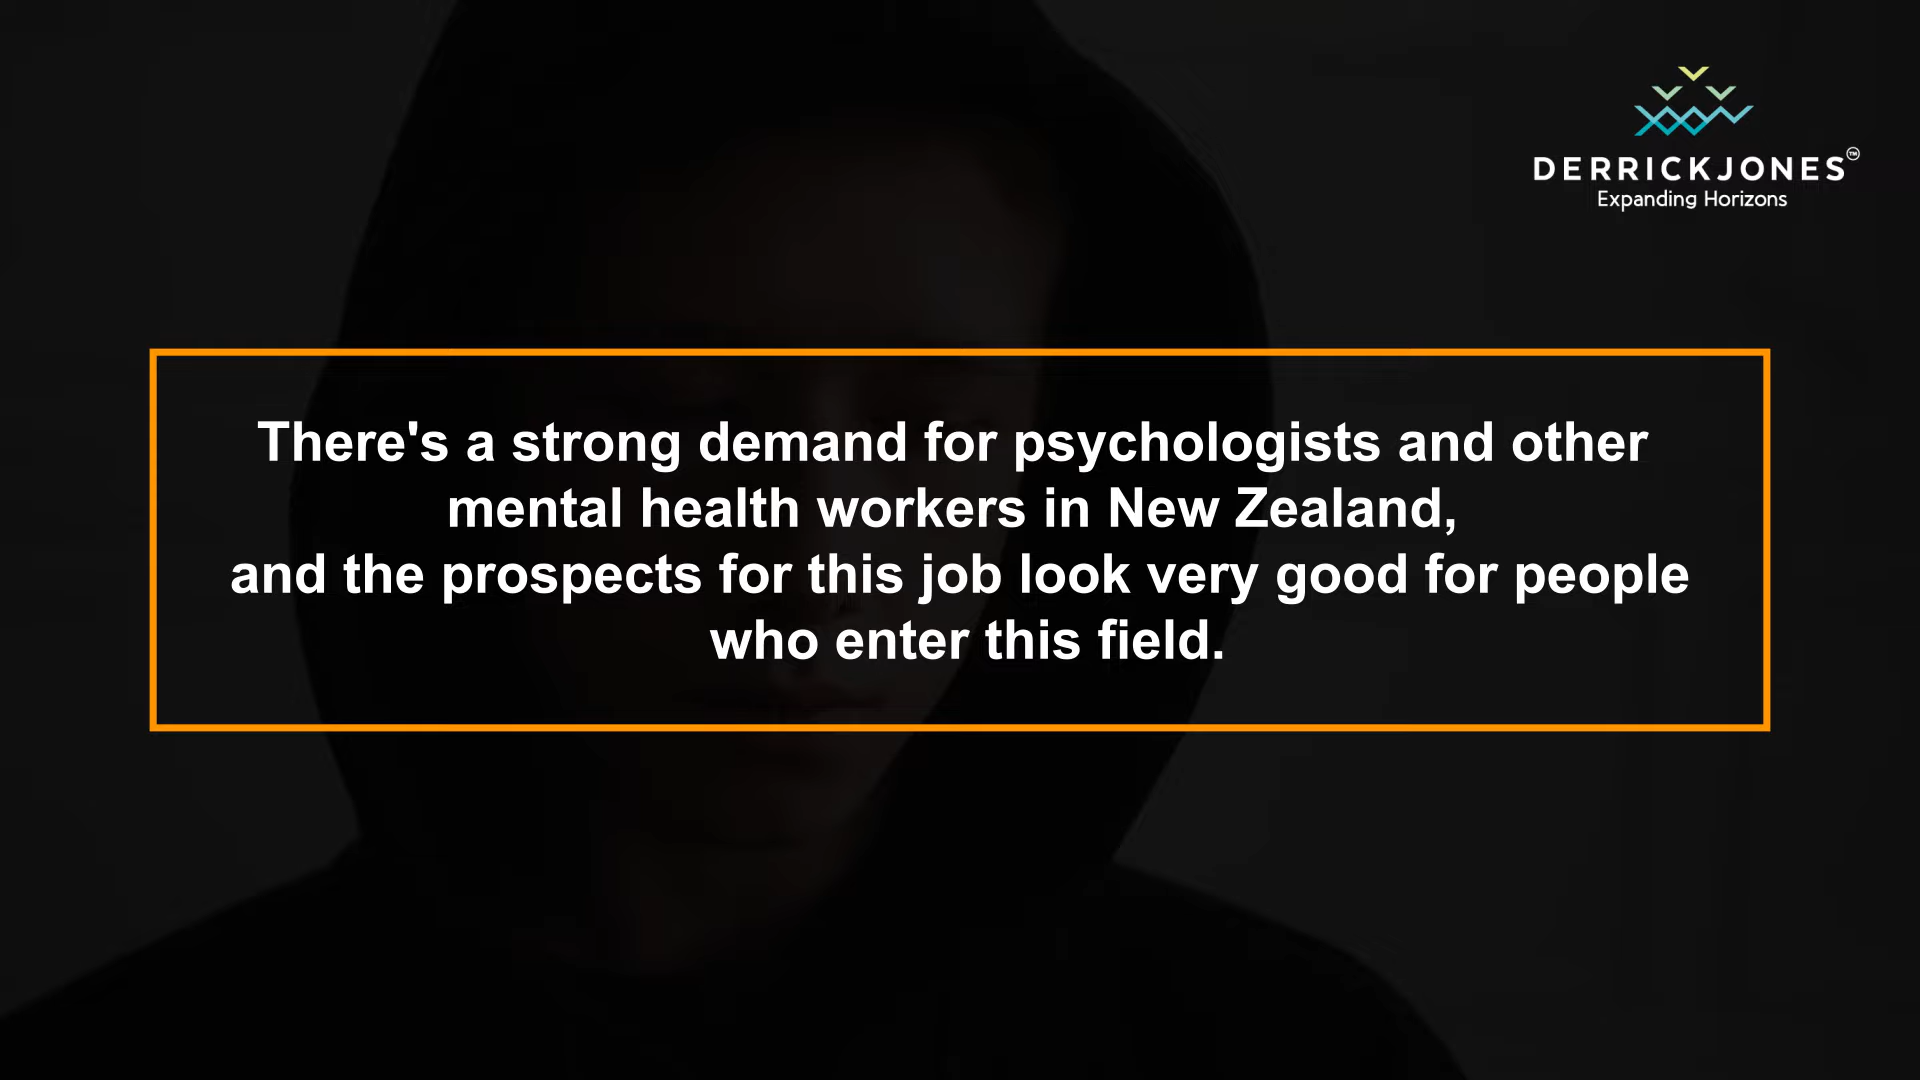 DERRICKJONES™
Expanding Horizons
There's a strong demand for psychologists and other
mental health workers in New Zealand,
and the prospects for this job look very good for people
who enter this field.